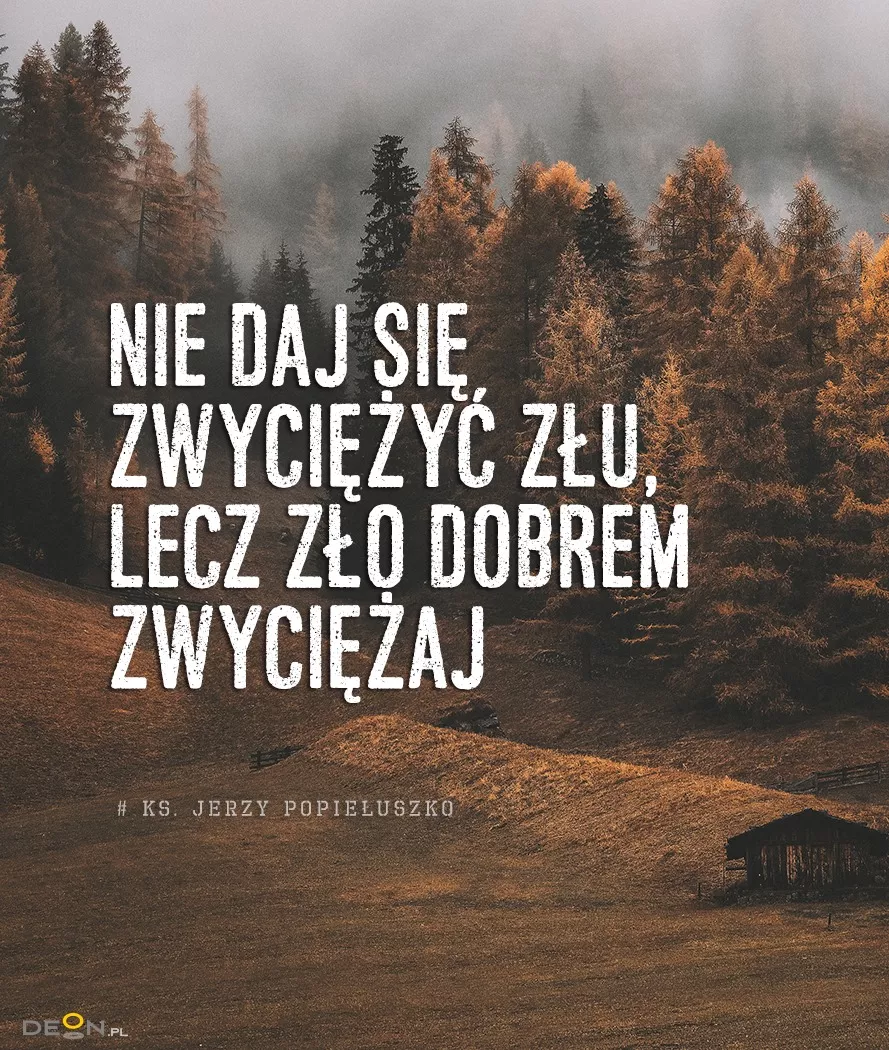 NIE DAJ SIĘ
ZWYCIĘŻYĆ ZŁU,
LECZ ZŁO DOBREM
ZWYCIĘŻAJ
# KS. JERZY POPIEŁUSZKO
DEON.PL